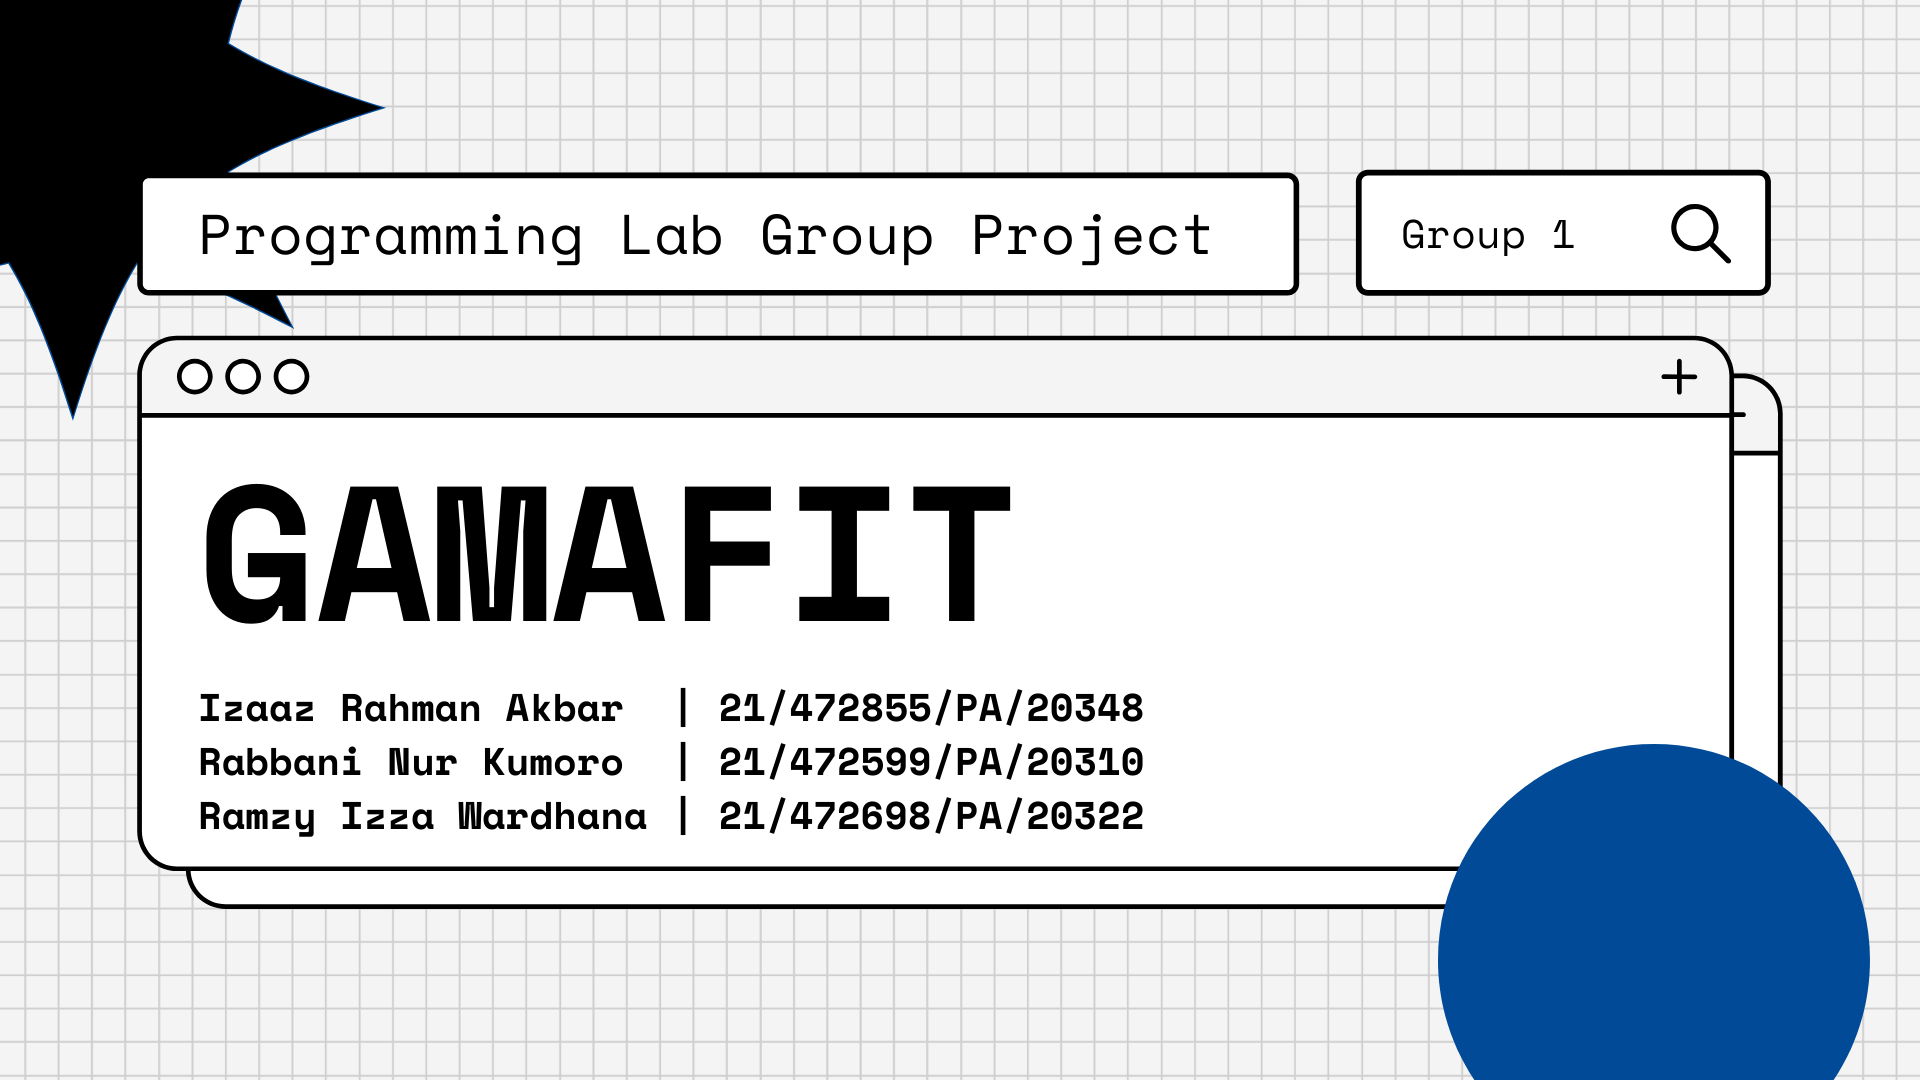 Programming Lab Group Project
Group 1
GAMAFIT
Izaaz Rahman Akbar | 21/472855/PA/20348
Rabbani Nur Kumoro | 21/472599/PA/20310
Ramzy Izza Wardhana | 21/472698/PA/20322